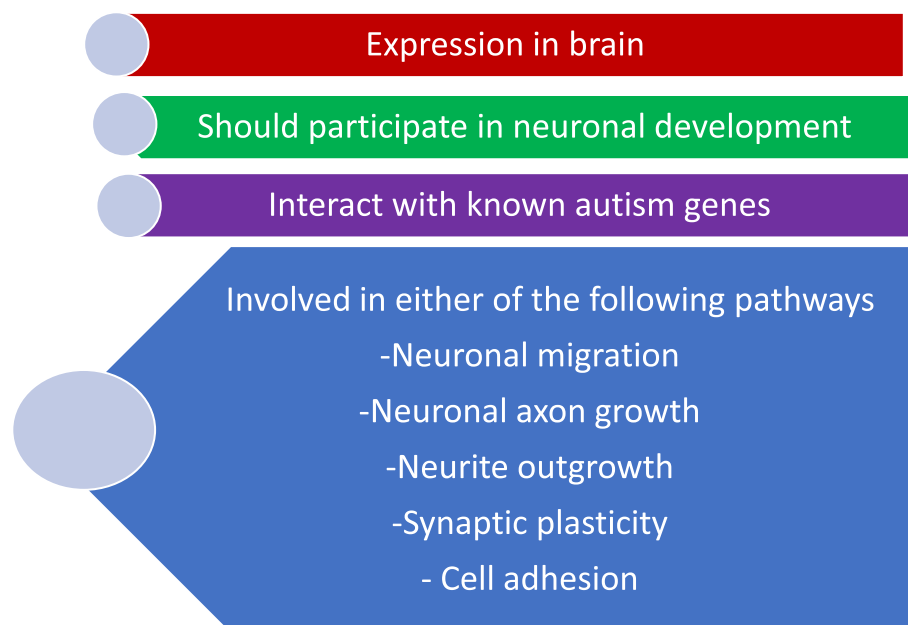 Expression in brain
Should participate in neuronal development
Interact with known autism genes
Involved in either of the following pathways
-Neuronal migration
-Neuronal axon growth
-Neurite outgrowth
-Synaptic plasticity
- Cell adhesion